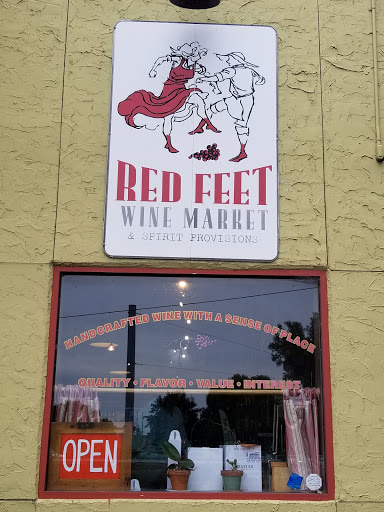 RED FEET
WINE MARKET
& SPIRIT PROVISIONS
HANDCRAFTED WINE WITH A SENSE OF PLACE
QUALITY • FLAVOR • VALUE • INTEREST
OPEN